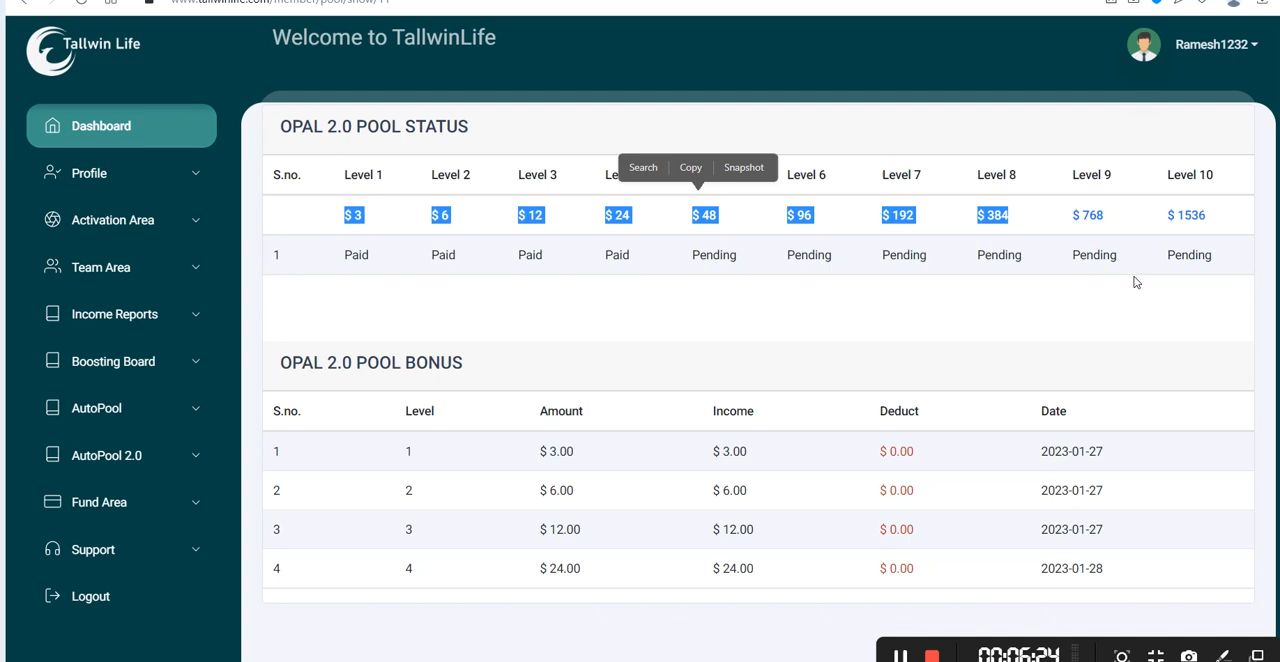 www.tallwinlife.com/member/pool/show/11
Tallwin Life
Welcome to TallwinLife
Ramesh1232
Dashboard
Profile
Activation Area
Team Area
Income Reports
Boosting Board
AutoPool
AutoPool 2.0
Fund Area
Support
Logout
OPAL 2.0 POOL STATUS
Search Copy Snapshot
S.no. Level 1 Level 2 Level 3 Le Level 6 Level 7 Level 8 Level 9 Level 10
$ 3 $ 6 $ 12 $ 24 $ 48 $ 96 $ 192 $ 384 $ 768 $ 1536
1 Paid Paid Paid Paid Pending Pending Pending Pending Pending Pending
OPAL 2.0 POOL BONUS
S.no. Level Amount Income Deduct Date
1 1 $ 3.00 $ 3.00 $ 0.00 2023-01-27
2 2 $ 6.00 $ 6.00 $ 0.00 2023-01-27
3 3 $ 12.00 $ 12.00 $ 0.00 2023-01-27
4 4 $ 24.00 $ 24.00 $ 0.00 2023-01-28
00:06:24